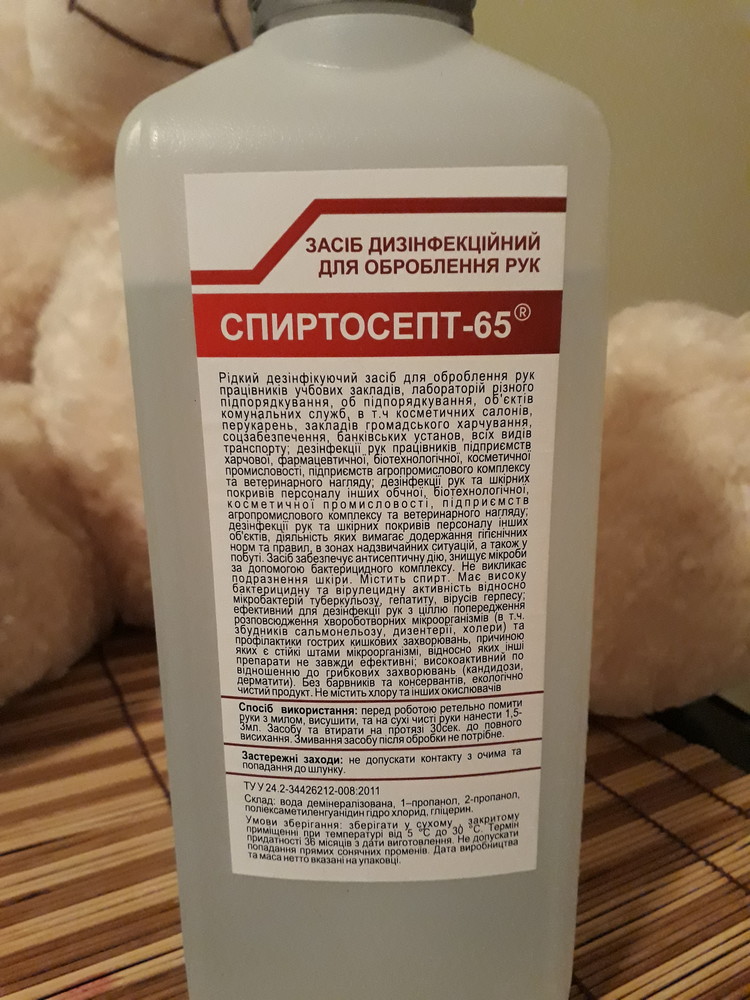 ЗАСІБ ДИЗІНФЕКЦІЙНИЙ
ДЛЯ ОБРОБЛЕННЯ РУК
СПИРТОСЕПТ-65®
Рідкий дезінфікуючий засіб для оброблення рук
працівників учбових закладів, лабораторій різного
підпорядкування, об підпорядкування, об'єктів
комунальних служб, в т.ч косметичних салонів,
перукарень, закладів громадського харчування,
соцзабезпечення, банківських установ, всіх видів
транспорту; дезінфекції рук працівників підприємств
харчової, фармацевтичної, біотехнологічної, косметичної
промисловості, підприємств агропромислового комплексу
та ветеринарного нагляду; дезінфекції рук та шкірних
покривів персоналу інших обчної, біотехнологічної,
косметичної промисловості, підприємств
агропромислового комплексу та ветеринарного нагляду;
дезінфекції рук та шкірних покривів персоналу інших
об'єктів, діяльність яких вимагає додержання гігієнічних
норм та правил, в зонах надзвичайних ситуацій, а також у
побуті. Засіб забезпечує антисептичну дію, знищує мікроби
за допомогою бактерицидного комплексу. Не викликає
подразнення шкіри. Містить спирт. Має високу
бактерицидну та вірулецидну активність відносно
мікробактерій туберкульозу, гепатиту, вірусів герпесу;
ефективний для дезінфекції рук з ціллю попередження
розповсюдження хвороботворних мікроорганізмів (в т.ч.
збудників сальмонельозу, дизентерії, холери) та
профілактики гострих кишкових захворювань, причиною
яких є стійкі штами мікроорганізмі, відносно яких інші
препарати не завжди ефективні; високоактивний по
відношенню до грибкових захворювань (кандидози,
дерматити). Без барвників та консервантів, екологічно
чистий продукт. Не містить хлору та інших окислювачів
Спосіб використання: перед роботою ретельно помити
руки з милом, висушити, та на сухі чисті руки нанести 1,5-
3мл. Засобу та втирати на протязі 30сек. до повного
висихання. Змивання засобу після обробки не потрібне.
Застережні заходи: не допускати контакту з очима та
попадання до шлунку.
ТУ У 24.2-34426212-008:2011
Склад: вода демінералізована, 1–пропанол, 2-пропанол,
поліексаметиленгуанідин гідро хлорид, гліцерин.
Умови зберігання: зберігати у сухому , закритому
приміщенні при температурі від 5 °С до 30 °С. Термін
придатності 36 місяців з дати виготовлення. Не допускати
попадання прямих сонячних променів. Дата виробництва
та маса нетто вказані на упаковці.